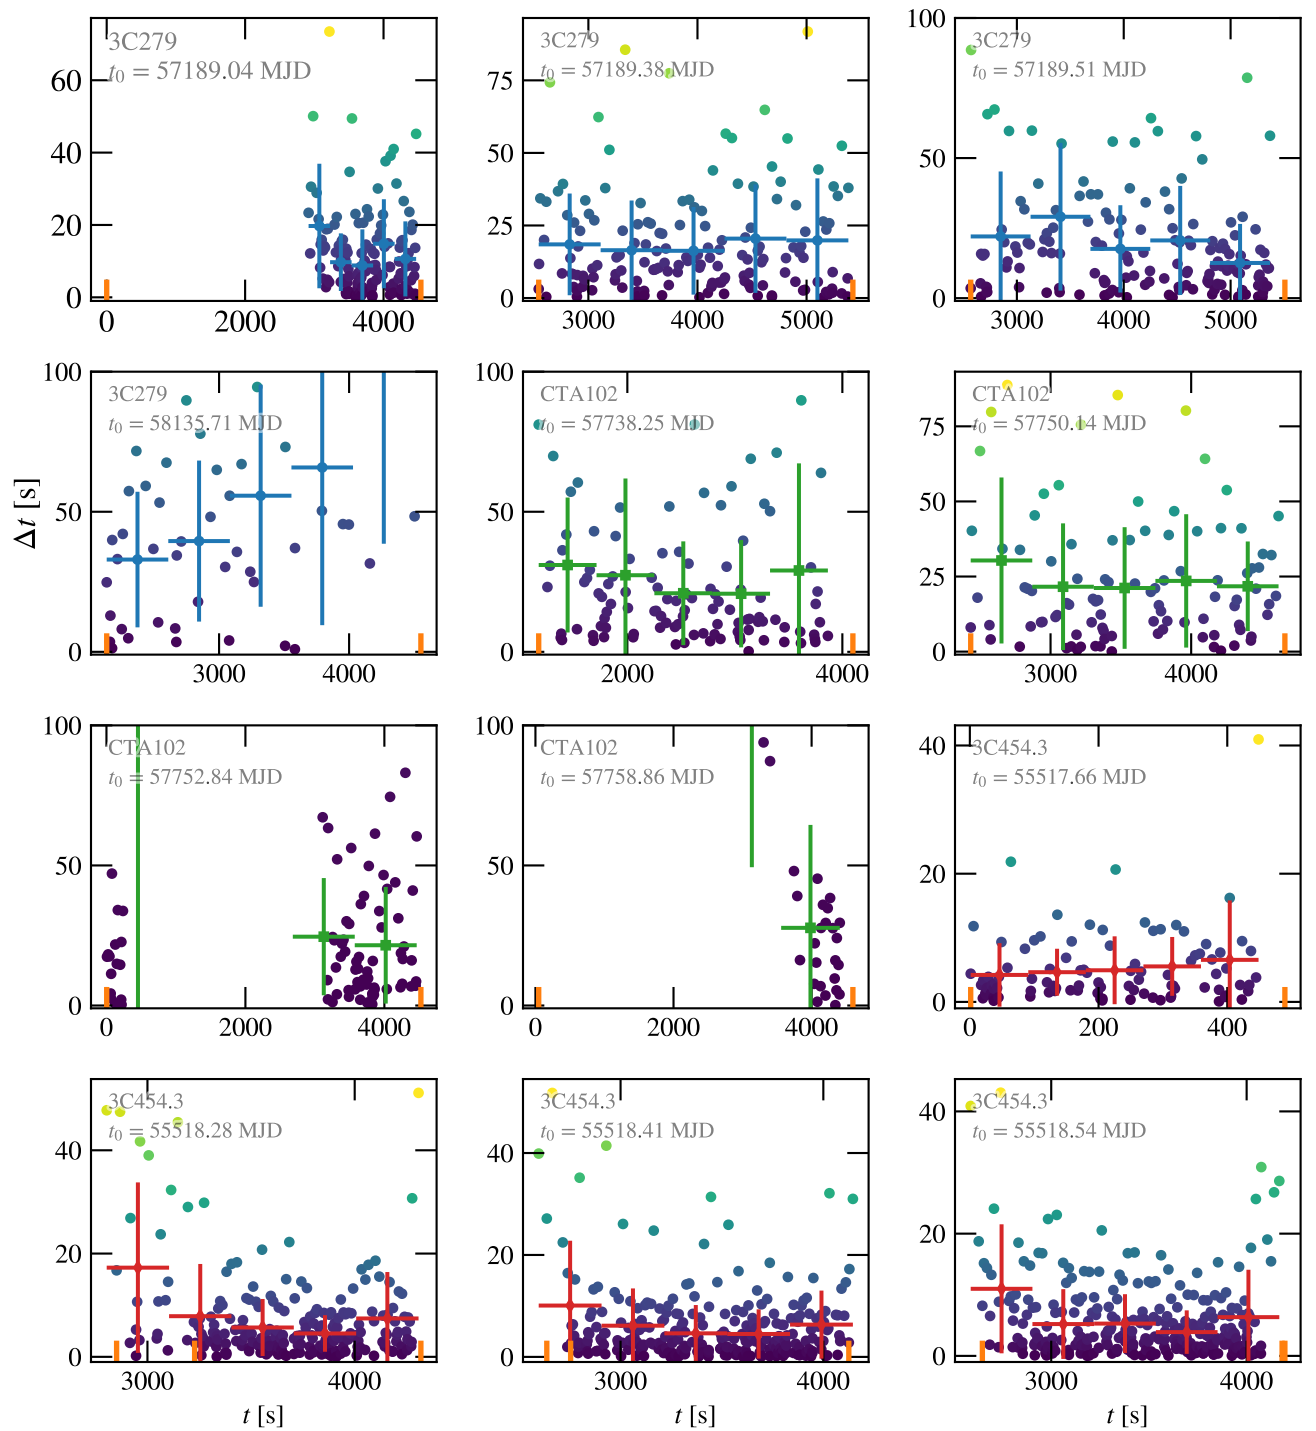 3C279
t₀ = 57189.04 MJD
60
40
20
0
0 2000 4000
3C279
t₀ = 57189.38 MJD
75
50
25
0
3000 4000 5000
3C279
t₀ = 57189.51 MJD
100
50
0
3000 4000 5000
Δt [s]
3C279
t₀ = 58135.71 MJD
100
50
0
3000 4000
CTA102
t₀ = 57738.25 MJD
100
50
0
2000 3000 4000
CTA102
t₀ = 57750.14 MJD
75
50
25
0
3000 4000
CTA102
t₀ = 57752.84 MJD
100
50
0
0 2000 4000
CTA102
t₀ = 57758.86 MJD
100
50
0
0 2000 4000
3C454.3
t₀ = 55517.66 MJD
40
20
0
0 200 400
3C454.3
t₀ = 55518.28 MJD
40
20
0
3000 4000
t [s]
3C454.3
t₀ = 55518.41 MJD
40
20
0
3000 4000
t [s]
3C454.3
t₀ = 55518.54 MJD
40
20
0
3000 4000
t [s]